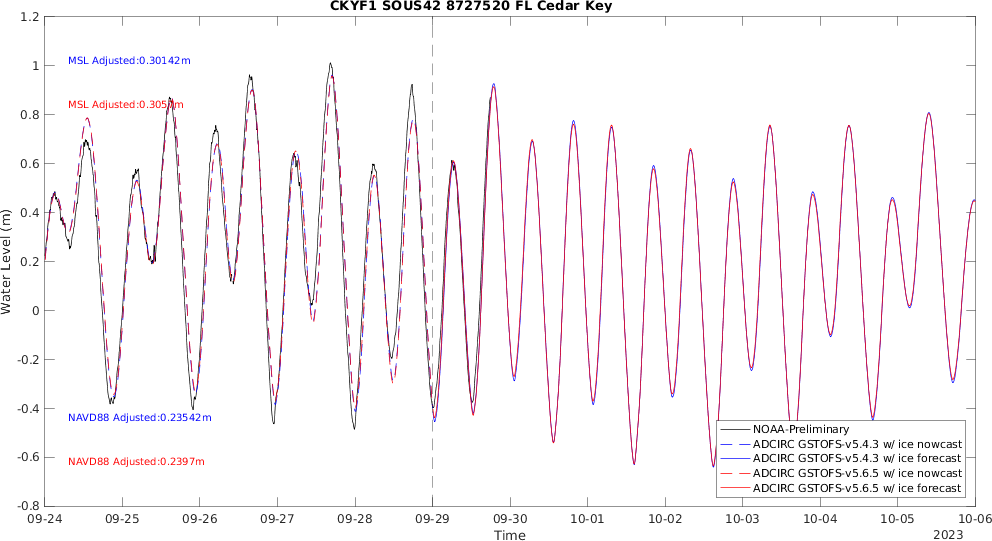 CKYF1 SOUS42 8727520 FL Cedar Key
1.2
1
0.8
0.6
0.4
0.2
0
-0.2
-0.4
-0.6
-0.8
Water Level (m)
MSL Adjusted:0.30142m
MSL Adjusted:0.3057m
NAVD88 Adjusted:0.23542m
NAVD88 Adjusted:0.2397m
NOAA-Preliminary
ADCIRC GSTOFS-v5.4.3 w/ ice nowcast
ADCIRC GSTOFS-v5.4.3 w/ ice forecast
ADCIRC GSTOFS-v5.6.5 w/ ice nowcast
ADCIRC GSTOFS-v5.6.5 w/ ice forecast
09-24 09-25 09-26 09-27 09-28 09-29 09-30 10-01 10-02 10-03 10-04 10-05 10-06
Time
2023